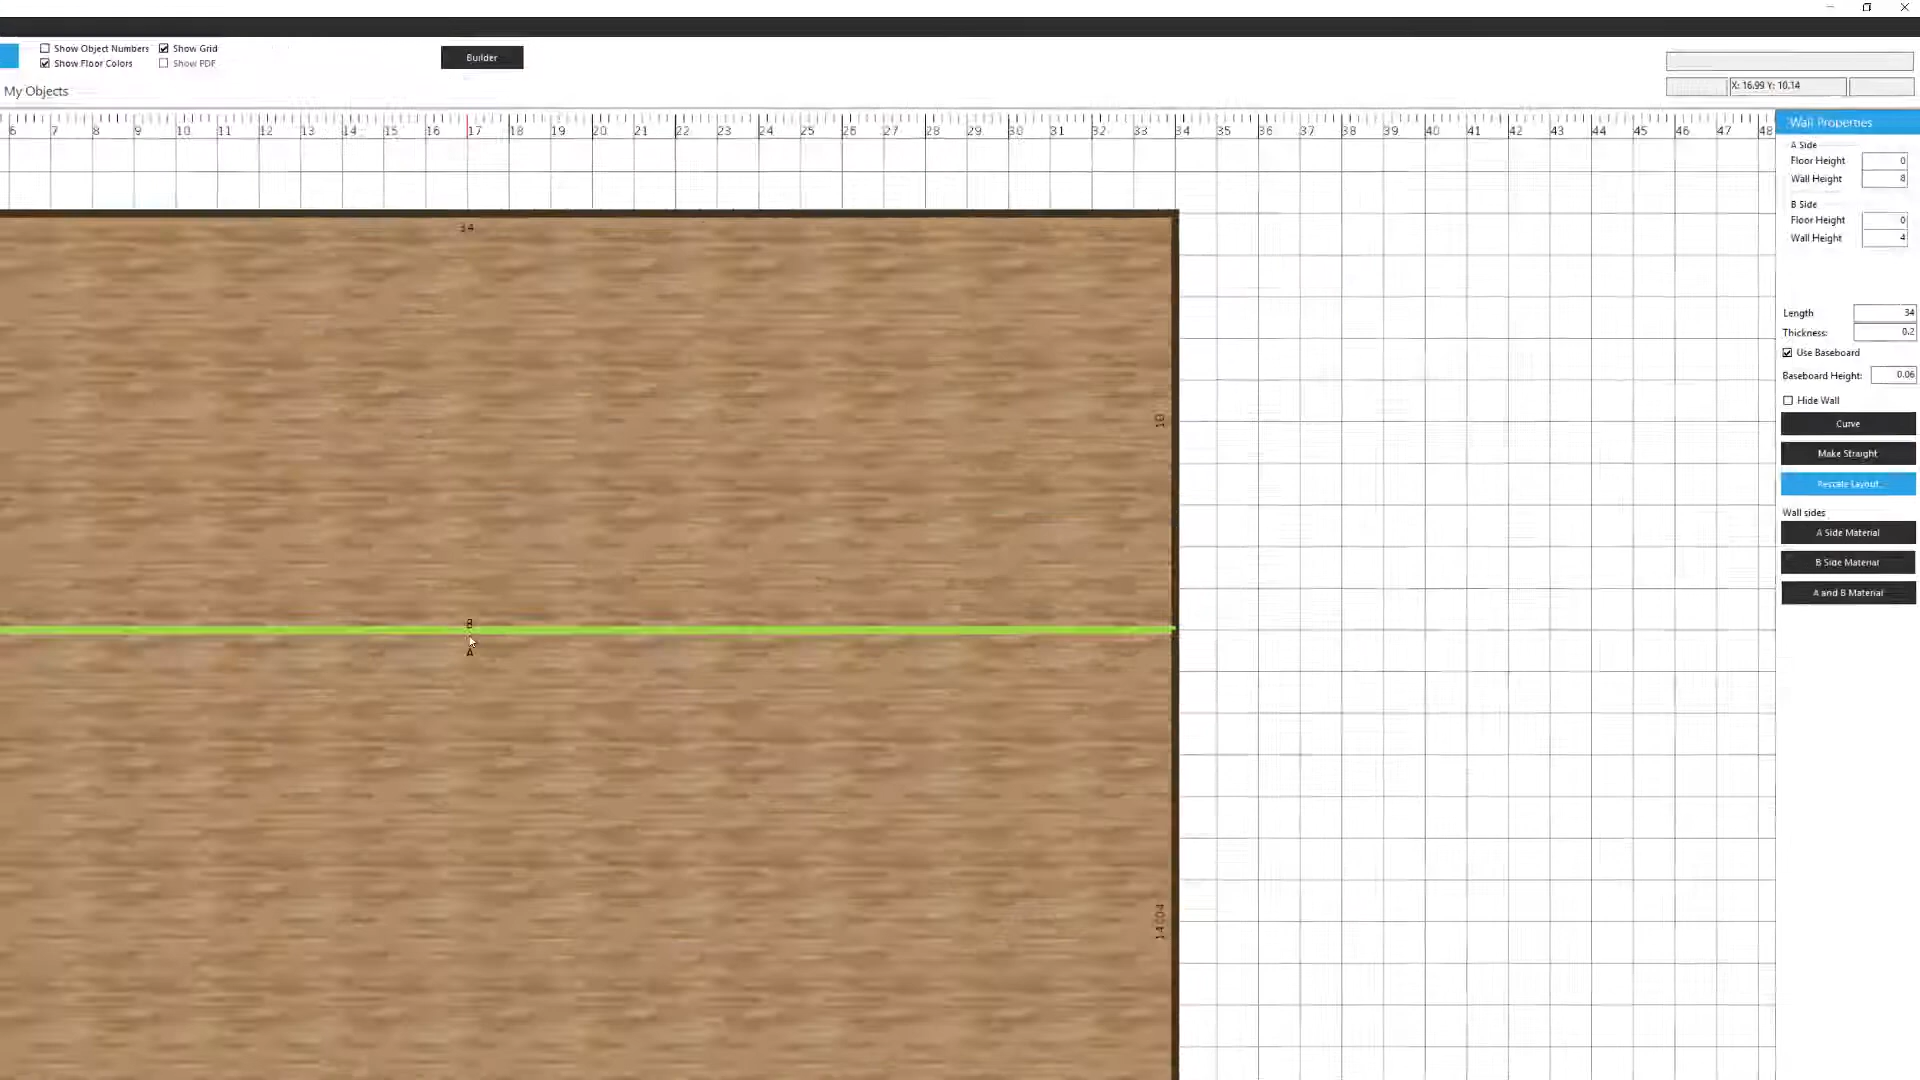 Show Object Numbers Show Grid
Show Floor Colors Show PDF
Builder
My Objects
X: 16.99 Y: 10.14
6 7 8 9 10 11 12 13 14 15 16 17 18 19 20 21 22 23 24 25 26 27 28 29 30 31 32 33 34 35 36 37 38 39 40 41 42 43 44 45 46 47 48
Wall Properties
A Side
Floor Height 0
Wall Height 8
B Side
Floor Height 0
Wall Height 4
34
Length 34
Thickness: 0.2
Use Baseboard
Baseboard Height: 0.06
Hide Wall
10
Curve
Make Straight
Rescale Layout...
Wall sides
A Side Material
B Side Material
A and B Material
B
A
14.004